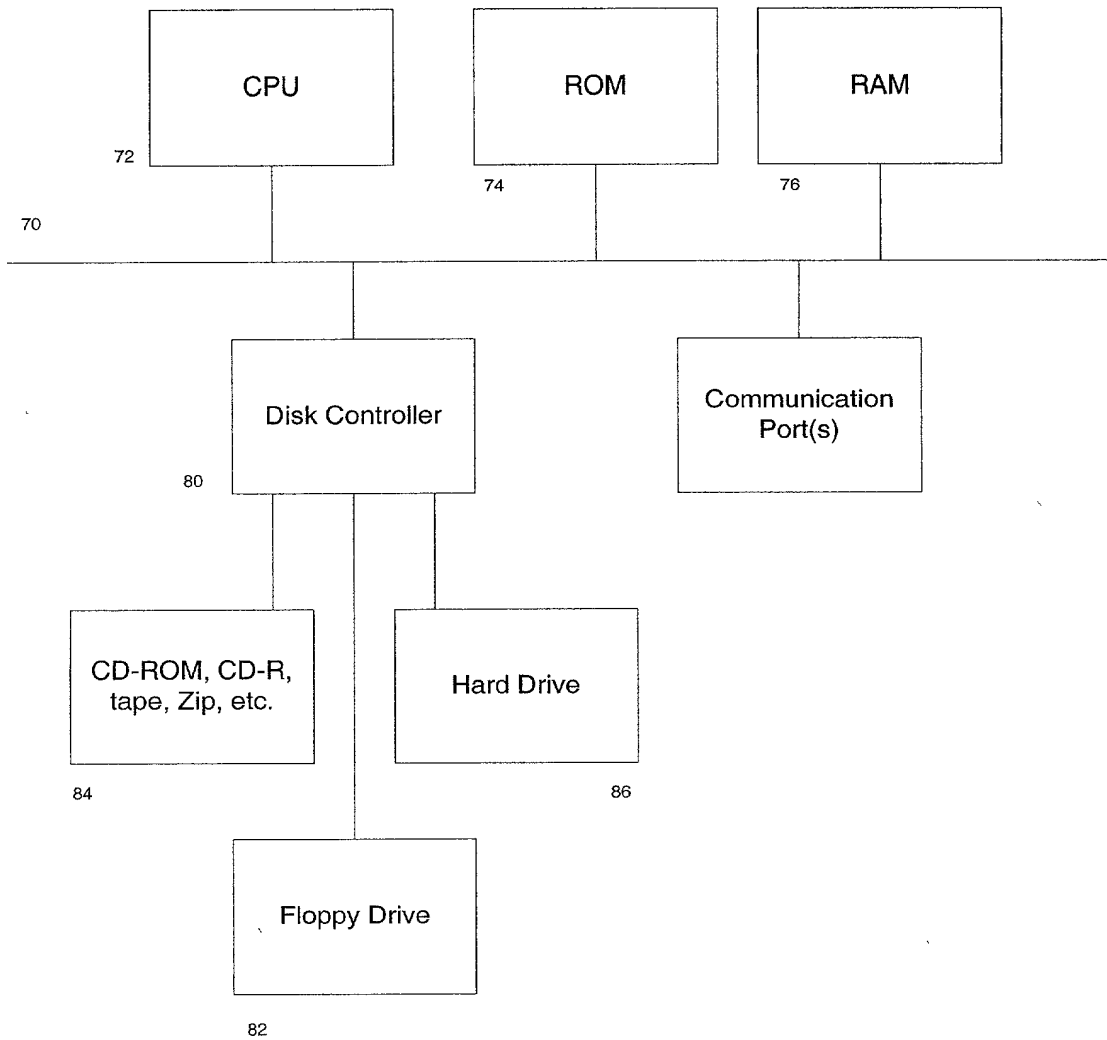 CPU
ROM
RAM
72
74
76
70
Disk Controller
Communication
Port(s)
80
CD-ROM, CD-R,
tape, Zip, etc.
Hard Drive
84
86
Floppy Drive
82